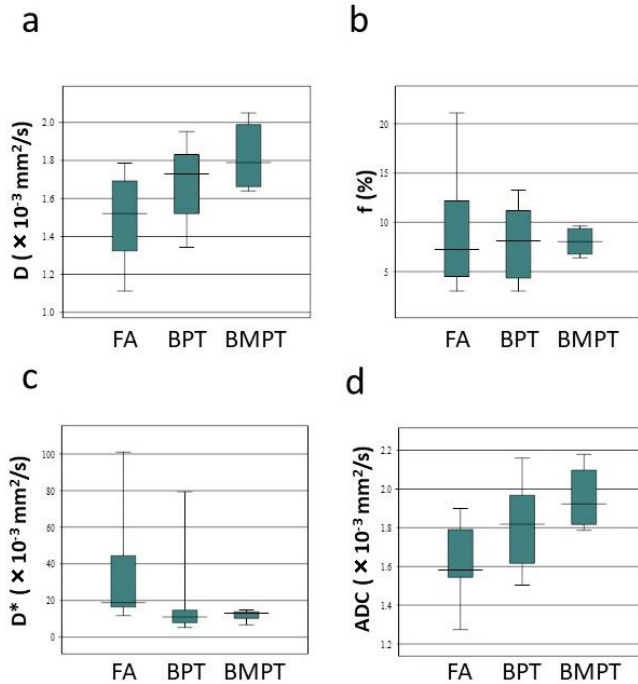 a
D ( × 10⁻³ mm²/s)
2.0
1.8
1.6
1.4
1.2
1.0
FA BPT BMPT
b
f (%)
20
15
10
5
FA BPT BMPT
c
D* ( × 10⁻³ mm²/s)
100
80
60
40
20
0
FA BPT BMPT
d
ADC ( × 10⁻³ mm²/s)
2.2
2.0
1.8
1.6
1.4
1.2
FA BPT BMPT